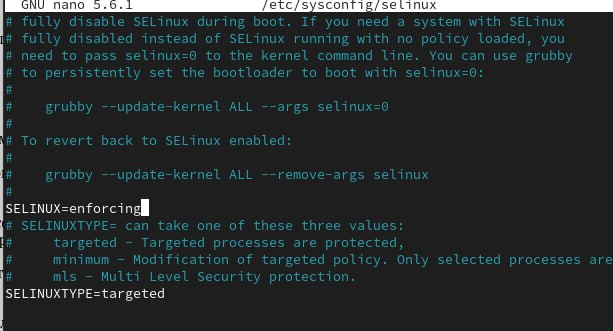 GNU nano 5.6.1 /etc/sysconfig/selinux
# fully disable SELinux during boot. If you need a system with SELinux
# fully disabled instead of SELinux running with no policy loaded, you
# need to pass selinux=0 to the kernel command line. You can use grubby
# to persistently set the bootloader to boot with selinux=0:
#
#    grubby --update-kernel ALL --args selinux=0
#
# To revert back to SELinux enabled:
#
#    grubby --update-kernel ALL --remove-args selinux
#
SELINUX=enforcing
# SELINUXTYPE= can take one of these three values:
#     targeted - Targeted processes are protected,
#     minimum - Modification of targeted policy. Only selected processes are
#     mls - Multi Level Security protection.
SELINUXTYPE=targeted